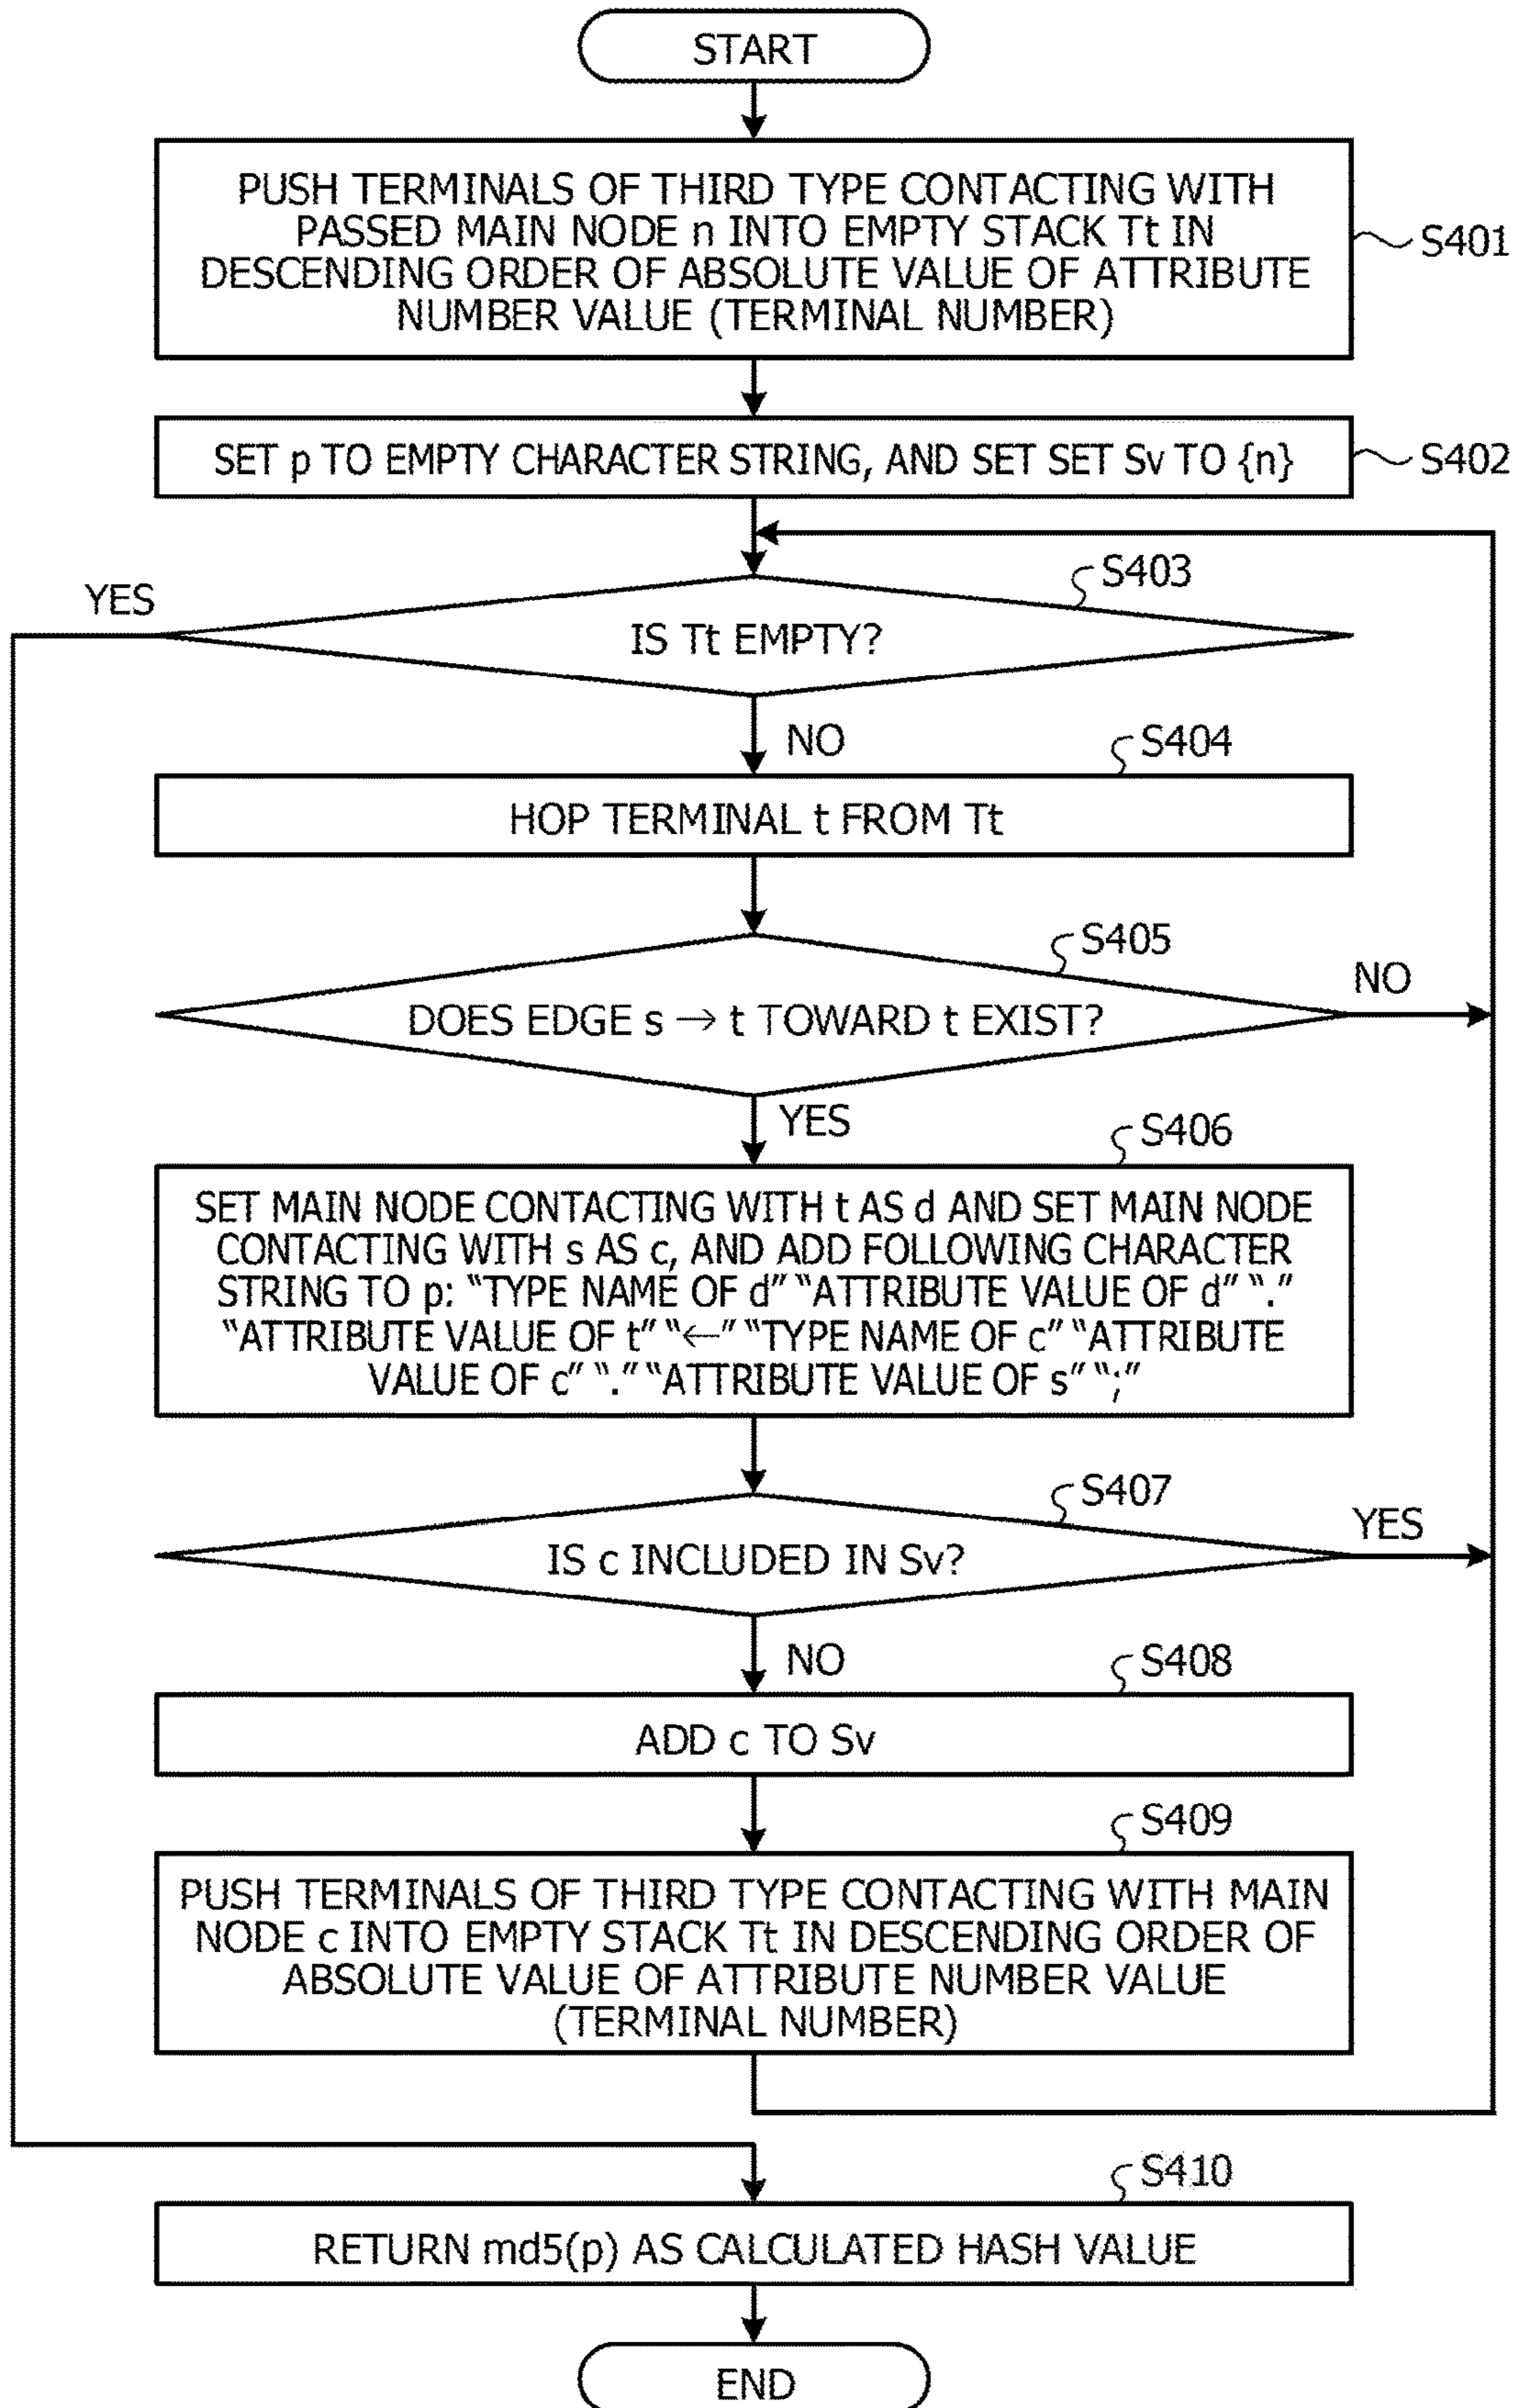 START
PUSH TERMINALS OF THIRD TYPE CONTACTING WITH
PASSED MAIN NODE n INTO EMPTY STACK Tt IN
DESCENDING ORDER OF ABSOLUTE VALUE OF ATTRIBUTE
NUMBER VALUE (TERMINAL NUMBER)
S401
SET p TO EMPTY CHARACTER STRING, AND SET SET Sv TO {n}
S402
S403
YES
IS Tt EMPTY?
NO
S404
HOP TERMINAL t FROM Tt
S405
NO
DOES EDGE s → t TOWARD t EXIST?
YES
S406
SET MAIN NODE CONTACTING WITH t AS d AND SET MAIN NODE
CONTACTING WITH s AS c, AND ADD FOLLOWING CHARACTER
STRING TO p: “TYPE NAME OF d” “ATTRIBUTE VALUE OF d” “.”
“ATTRIBUTE VALUE OF t” “←” “TYPE NAME OF c” “ATTRIBUTE
VALUE OF c” “.” “ATTRIBUTE VALUE OF s” “;”
S407
YES
IS c INCLUDED IN Sv?
NO
S408
ADD c TO Sv
S409
PUSH TERMINALS OF THIRD TYPE CONTACTING WITH MAIN
NODE c INTO EMPTY STACK Tt IN DESCENDING ORDER OF
ABSOLUTE VALUE OF ATTRIBUTE NUMBER VALUE
(TERMINAL NUMBER)
S410
RETURN md5(p) AS CALCULATED HASH VALUE
END